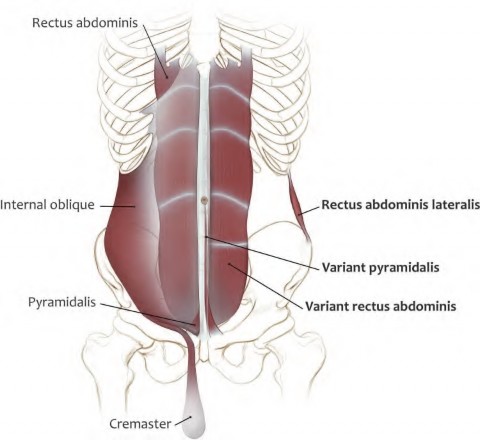 Rectus abdominis
Internal oblique
Rectus abdominis lateralis
Variant pyramidalis
Pyramidalis
Variant rectus abdominis
Cremaster